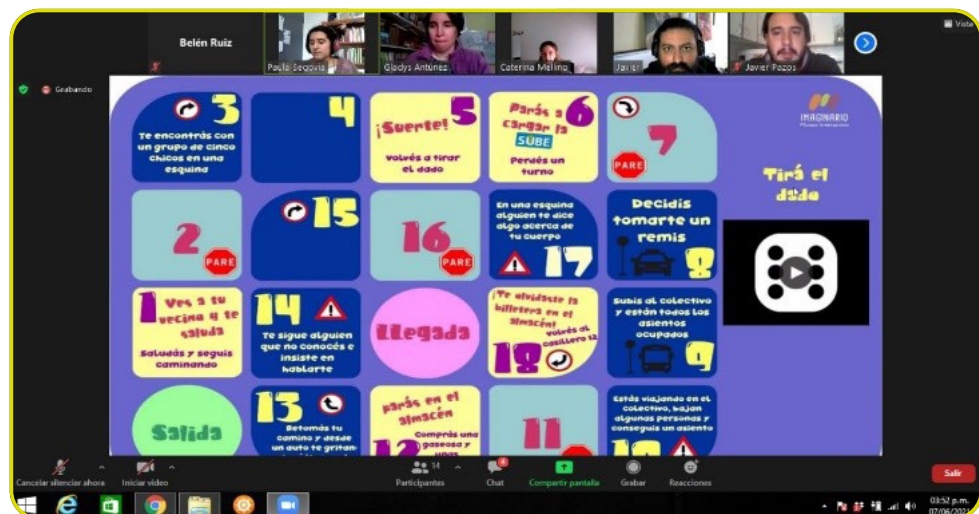 Belén Ruiz
Paula Segovia
Gladys Antúnez
Caterina Mellino
Javier
Javier Pazos
Vista
Grabando
3
Te encontrás con
un grupo de cinco
chicos en una
esquina
4
5
¡Suerte!
volvés a tirar
el dado
6
Parás a
cargar la
SUBE
Perdés un
turno
7
PARE
IMAGINARIO
Tirá el
dado
2
PARE
15
16
PARE
En una esquina
alguien te dice
algo acerca de
tu cuerpo
17
Decidís
tomarte un
remis
8
1
Ves a tu
vecina y te
saluda
Saludás y seguís
caminando
14
Te sigue alguien
que no conocés e
insiste en
hablarte
Llegada
¡Te olvidaste la
billetera en el
almacén!
volvés al
casillero 12
18
Subís al colectivo
y están todos los
asientos
ocupados
9
Salida
13
Retomás tu
camino y desde
un auto te gritan
Parás en el
almacén
Comprás una
gaseosa y
12
11
Estás viajando en el
colectivo, bajan
algunas personas y
conseguís un asiento
10
Cancelar silenciar ahora
Iniciar video
14
Participantes
Chat
Compartir pantalla
Grabar
Reacciones
Salir
03:52 p.m.